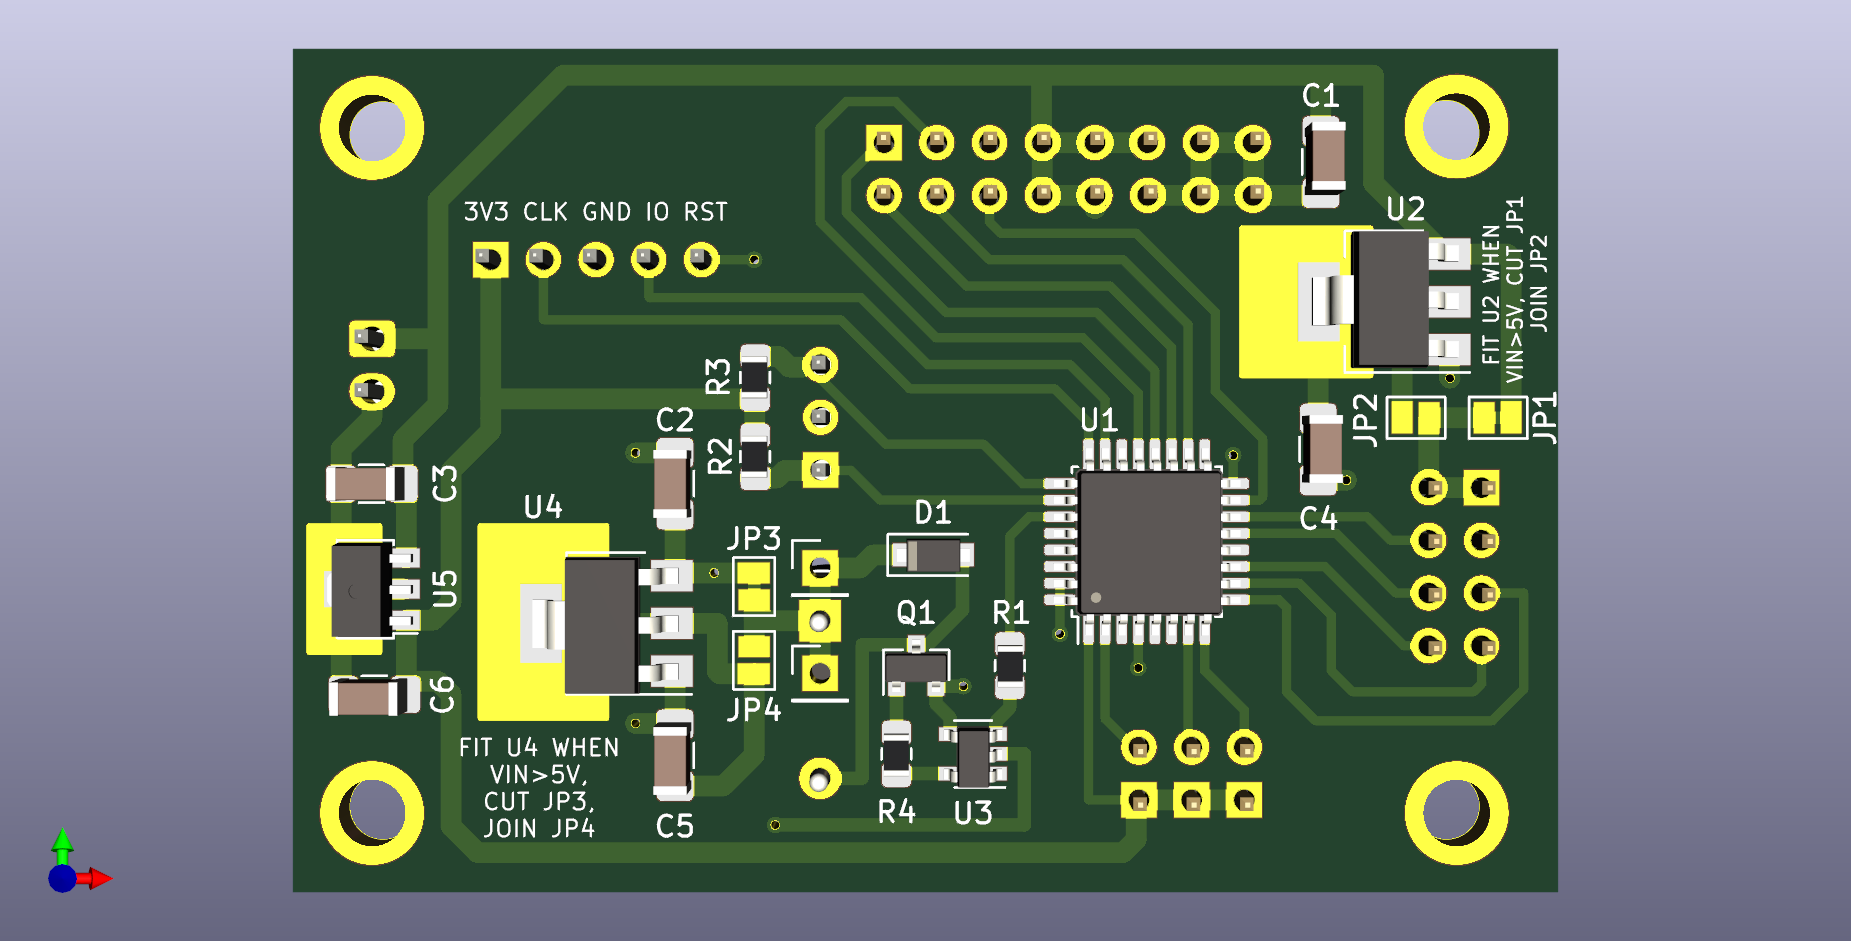 C1
3V3 CLK GND IO RST
U2
FIT U2 WHEN
VIN>5V, CUT JP1
JOIN JP2
R3
C2
R2
U1
JP2
JP1
C3
U4
D1
C4
JP3
U5
Q1
R1
C6
JP4
FIT U4 WHEN
VIN>5V,
CUT JP3,
JOIN JP4
C5
R4
U3